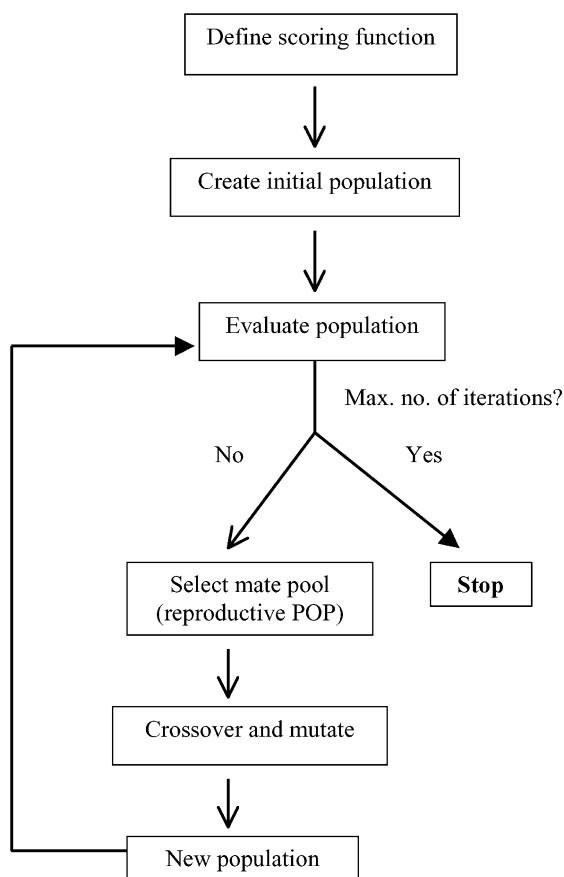 Define scoring function
Create initial population
Evaluate population
Max. no. of iterations?
No
Yes
Select mate pool
(reproductive POP)
Stop
Crossover and mutate
New population